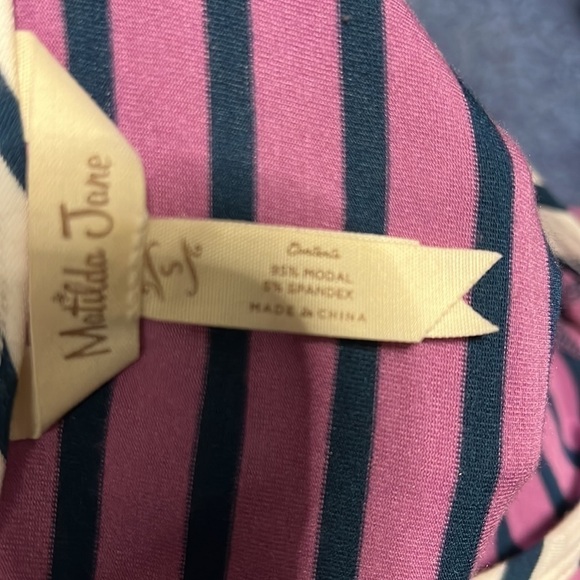 Matilda Jane
S
Contents
95% MODAL
5% SPANDEX
MADE in CHINA